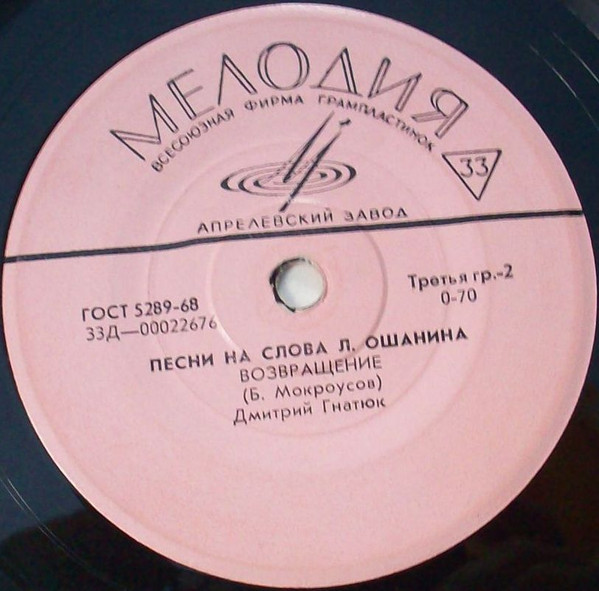 МЕЛОДИЯ
ВСЕСОЮЗНАЯ ФИРМА ГРАМПЛАСТИНОК
33
АПРЕЛЕВСКИЙ ЗАВОД
ГОСТ 5289-68
33Д—00022676
Третья гр.-2
0-70
ПЕСНИ НА СЛОВА Л. ОШАНИНА
ВОЗВРАЩЕНИЕ
(Б. Мокроусов)
Дмитрий Гнатюк